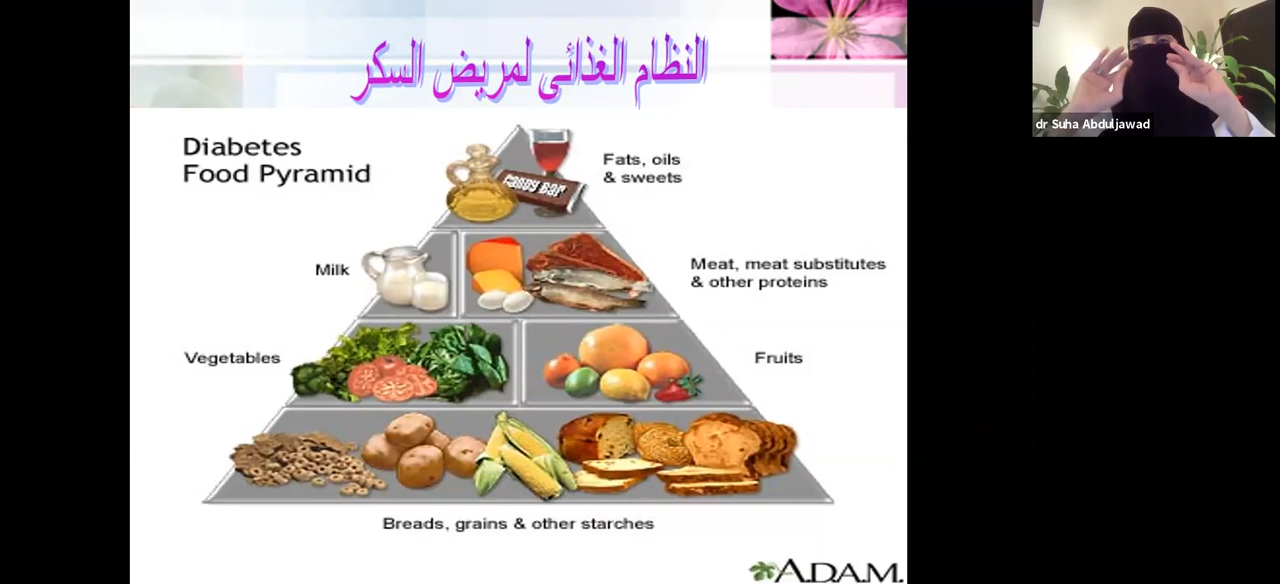 النظام الغذائى لمريض السكر
dr Suha Abduljawad
Diabetes
Food Pyramid
Fats, oils
& sweets
CANDY BAR
Milk
Meat, meat substitutes
& other proteins
Vegetables
Fruits
Breads, grains & other starches
A.D.A.M.